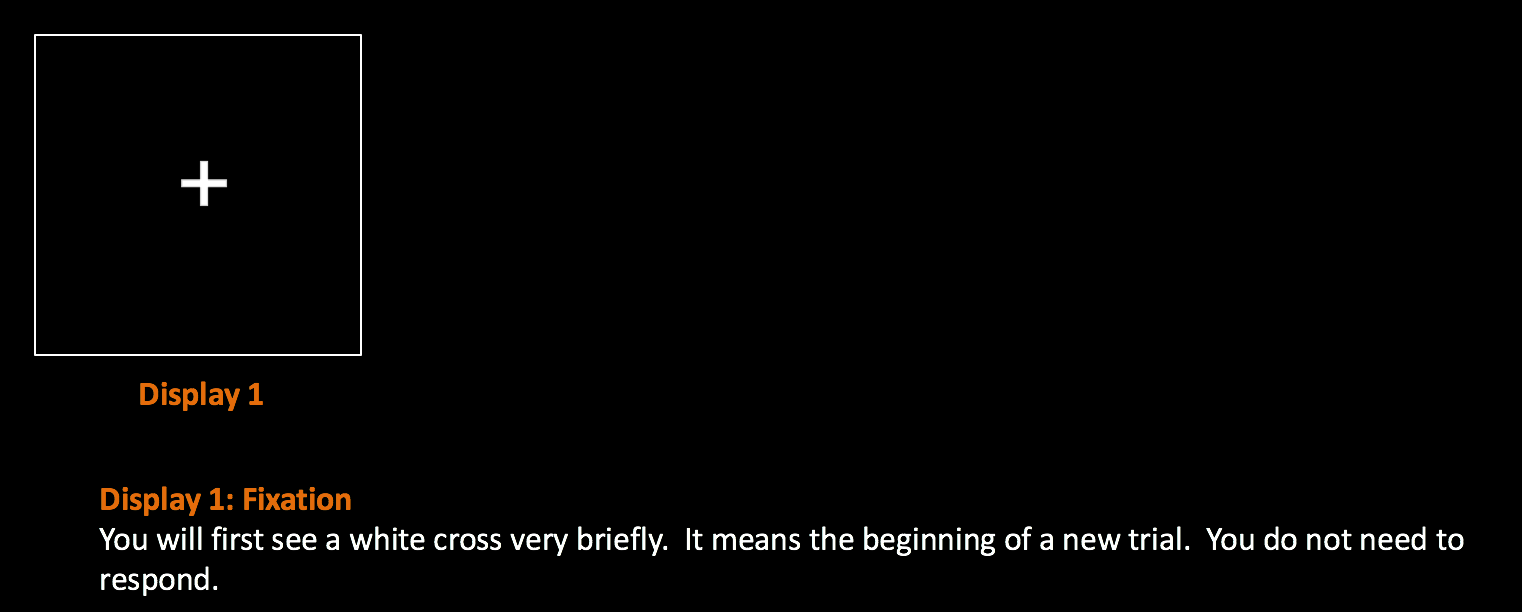 Display 1
Display 1: Fixation
You will first see a white cross very briefly.  It means the beginning of a new trial.  You do not need to
respond.